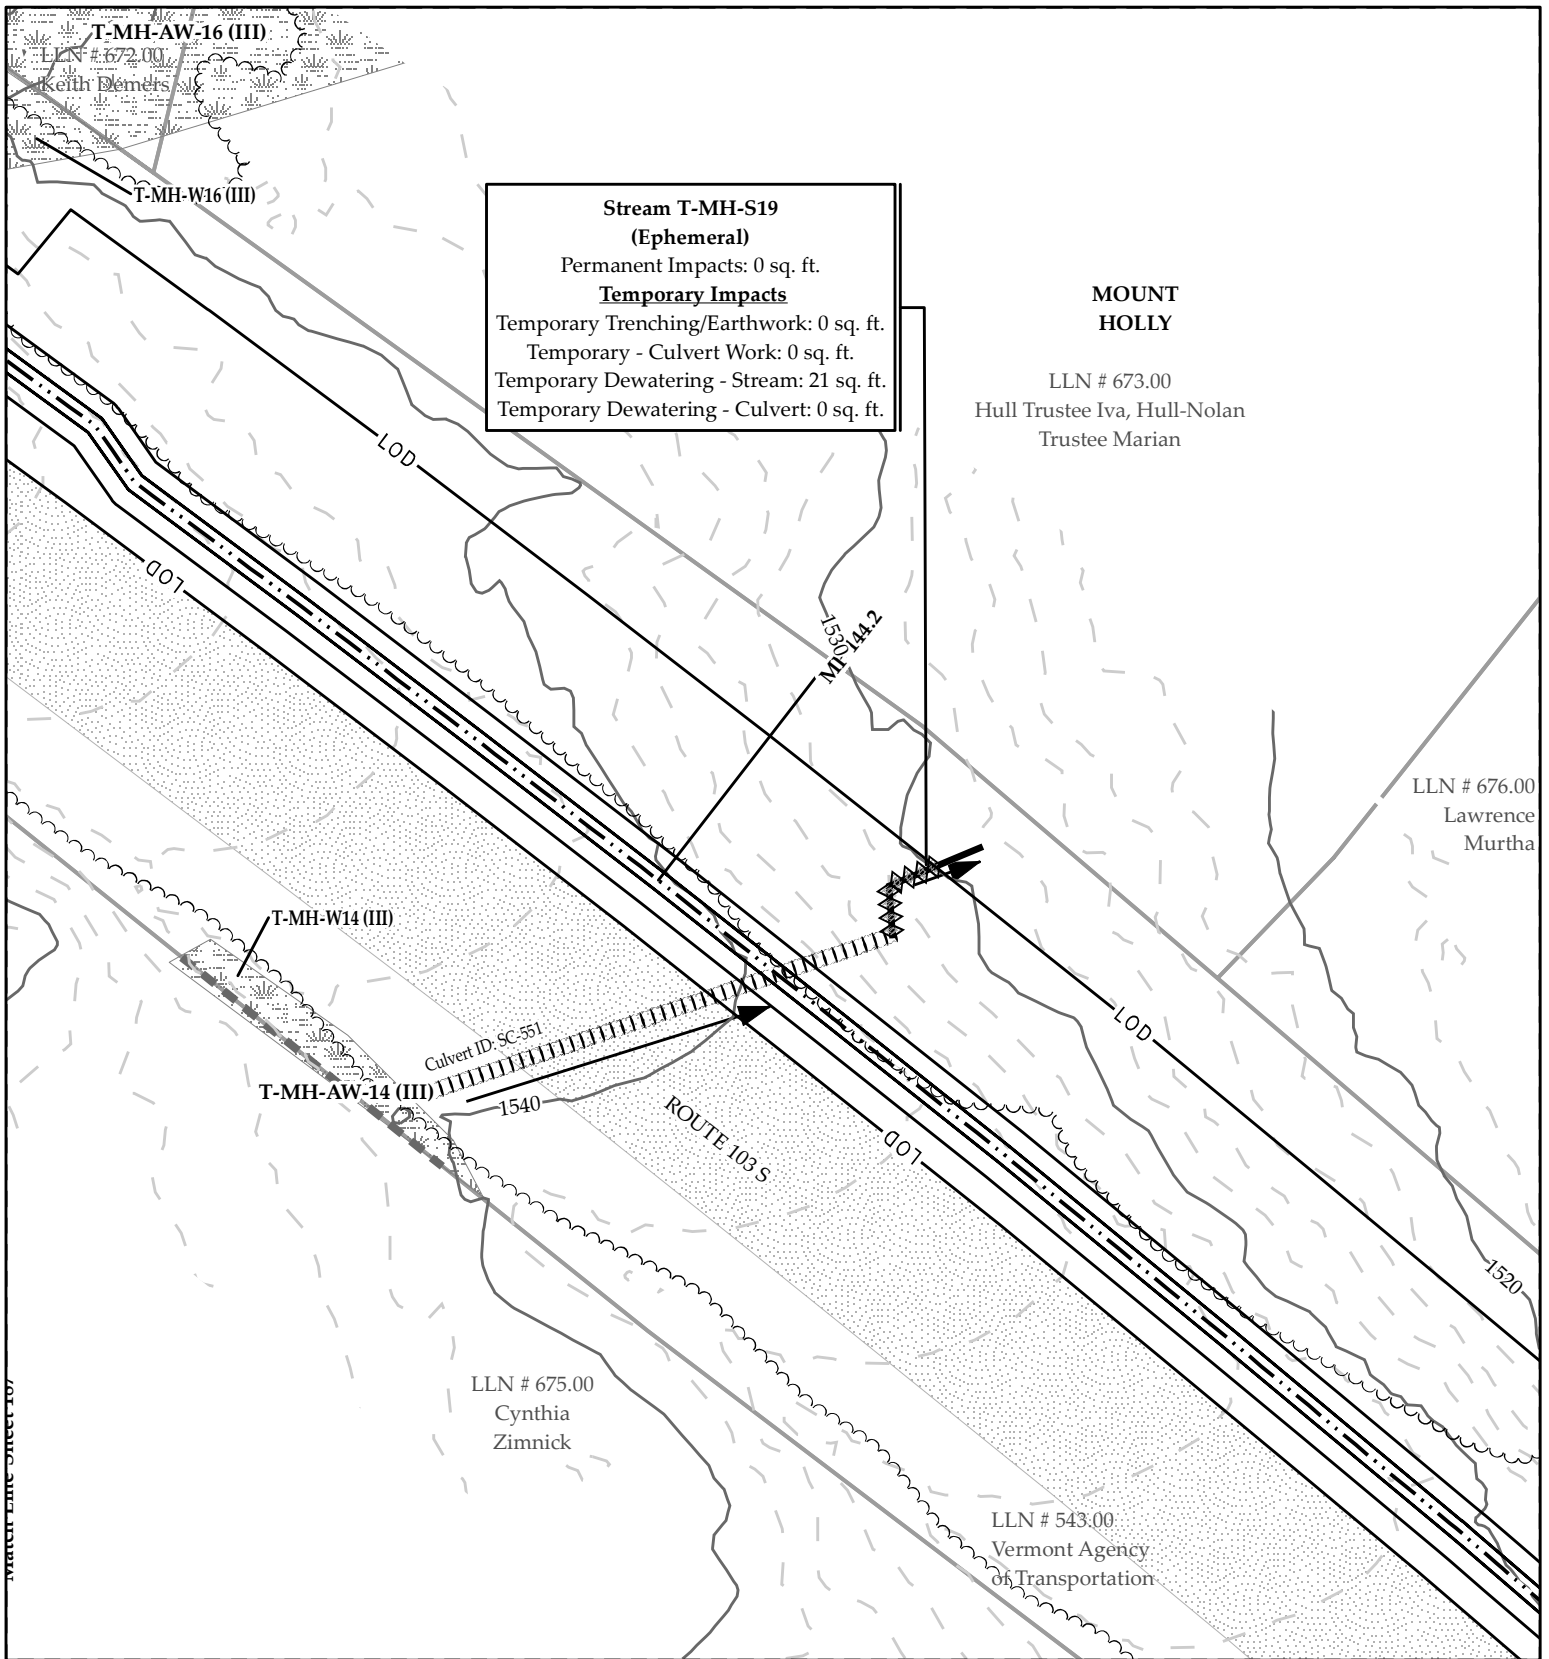 T-MH-AW-16 (III)
LLN # 672.00
Keith Demers
T-MH-W16 (III)
Stream T-MH-S19
(Ephemeral)
Permanent Impacts: 0 sq. ft.
Temporary Impacts
Temporary Trenching/Earthwork: 0 sq. ft.
Temporary - Culvert Work: 0 sq. ft.
Temporary Dewatering - Stream: 21 sq. ft.
Temporary Dewatering - Culvert: 0 sq. ft.
MOUNT
HOLLY
LLN # 673.00
Hull Trustee Iva, Hull-Nolan
Trustee Marian
LOD
LOD
1530
MP 144.2
LLN # 676.00
Lawrence
Murtha
T-MH-W14 (III)
Culvert ID: SC-551
T-MH-AW-14 (III)
1540
ROUTE 103 S
LOD
LOD
1520
LLN # 675.00
Cynthia
Zimnick
LLN # 543.00
Vermont Agency
of Transportation
Match Line Sheet 187